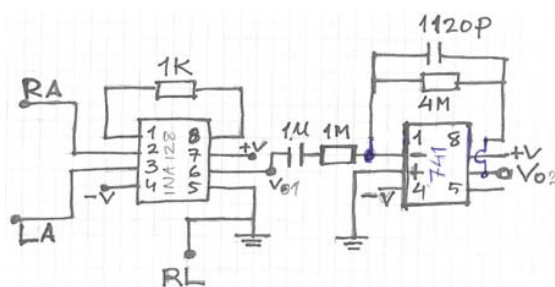 1120P
1K
4M
RA
1μ
1M
1 8
2 7
3 6
4 5
INA128
+V
-V
Vo1
1 8
-
+
4 5
741
+V
-V
Vo2
LA
RL